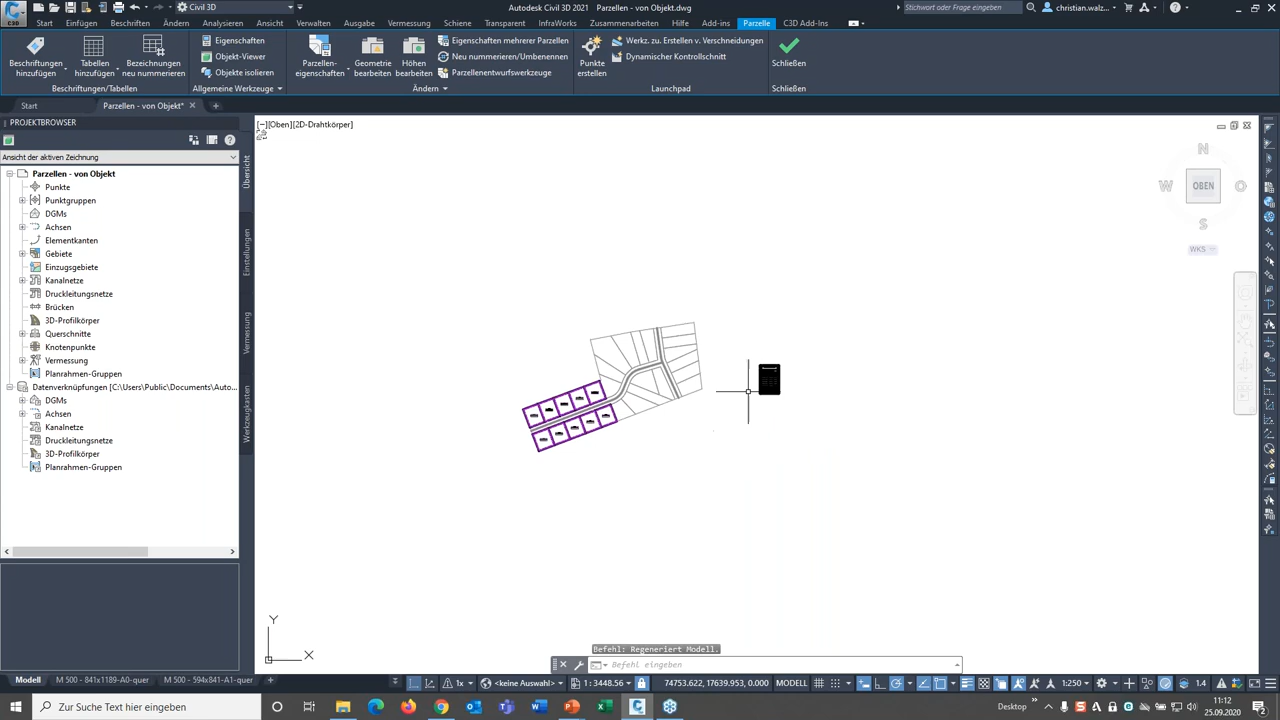 C3D
Civil 3D
Autodesk Civil 3D 2021   Parzellen - von Objekt.dwg
Stichwort oder Frage eingeben
christian.walz...
Start
Einfügen
Beschriftung
Ändern
Analysieren
Ansicht
Verwalten
Ausgabe
Vermessung
Schiene
Transparent
InfraWorks
Zusammenarbeiten
Hilfe
Add-ins
Parzelle
C3D Add-Ins
Beschriftungen
hinzufügen
Tabellen
hinzufügen
Bezeichnungen
neu nummerieren
Eigenschaften
Objekt-Viewer
Objekte isolieren
Parzellen-
eigenschaften
Geometrie
bearbeiten
Höhen
bearbeiten
Eigenschaften mehrerer Parzellen
Neu nummerieren/Umbenennen
Parzellenentwurfswerkzeuge
Punkte
erstellen
Werkz. zu. Erstellen v. Verschneidungen
Dynamischer Kontrollschnitt
Schließen
Beschriftungen/Tabellen
Allgemeine Werkzeuge
Ändern
Launchpad
Schließen
Start
Parzellen - von Objekt*
PROJEKTBROWSER
Ansicht der aktiven Zeichnung
Parzellen - von Objekt
Punkte
Punktgruppen
DGMs
Achsen
Elementkanten
Gebiete
Einzugsgebiete
Kanalnetze
Druckleitungsnetze
Brücken
3D-Profilkörper
Querschnitte
Knotenpunkte
Vermessung
Planrahmen-Gruppen
Datenverknüpfungen [C:\Users\Public\Documents\Auto...
DGMs
Achsen
Kanalnetze
Druckleitungsnetze
3D-Profilkörper
Planrahmen-Gruppen
Übersicht
Einstellungen
Vermessung
Werkzeugkasten
[−][Oben][2D-Drahtkörper]
N
W
OBEN
O
S
WKS
Y
X
Befehl: Regeneriert Modell.
Befehl eingeben
Modell
M 500 - 841x1189-A0-quer
M 500 - 594x841-A1-quer
1x
<keine Auswahl>
1 : 3448.56
74753.622, 17639.953, 0.000
MODELL
1:250
1.4
Zur Suche Text hier eingeben
Desktop
11:12
25.09.2020